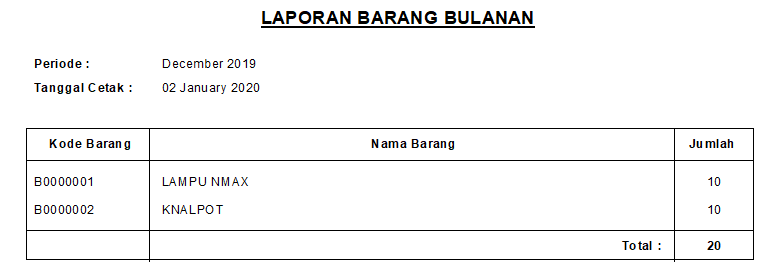 LAPORAN BARANG BULANAN
Periode : December 2019
Tanggal Cetak : 02 January 2020
Kode Barang Nama Barang Jumlah
B0000001 LAMPU NMAX 10
B0000002 KNALPOT 10
Total : 20